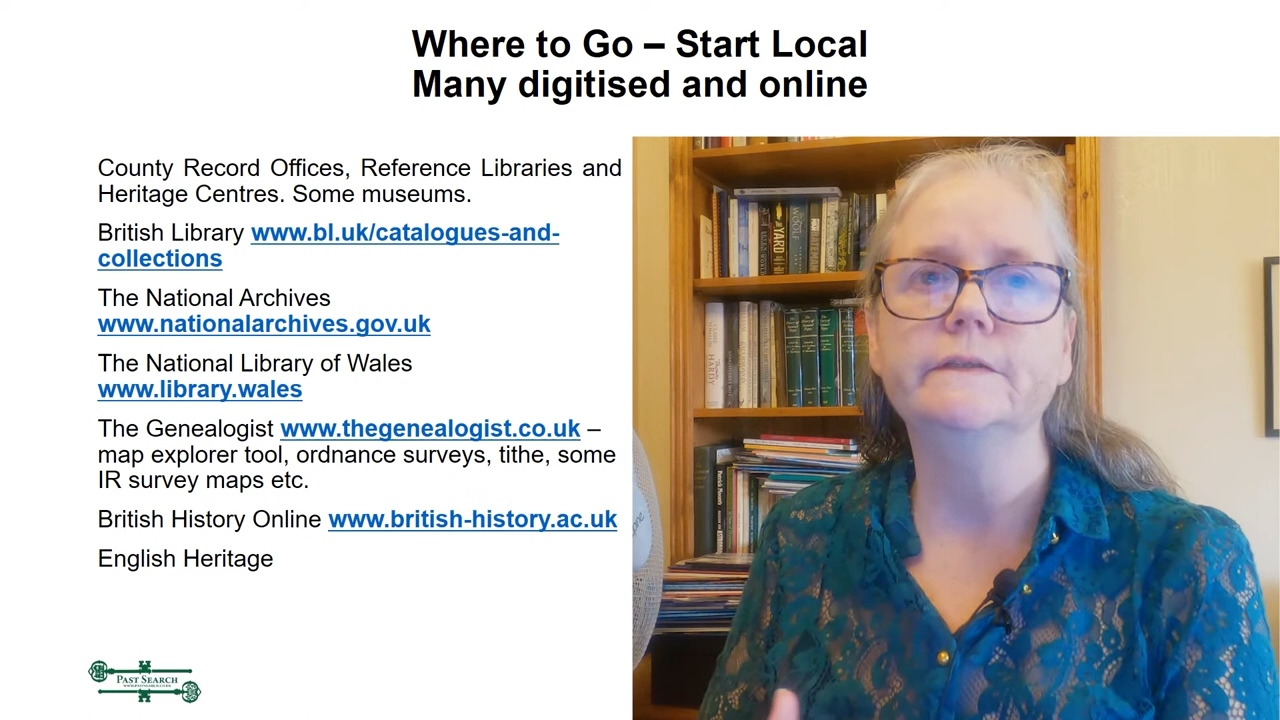 Where to Go – Start Local
Many digitised and online
County Record Offices, Reference Libraries and
Heritage Centres. Some museums.
British Library www.bl.uk/catalogues-and-
collections
The National Archives
www.nationalarchives.gov.uk
The National Library of Wales
www.library.wales
The Genealogist www.thegenealogist.co.uk –
map explorer tool, ordnance surveys, tithe, some
IR survey maps etc.
British History Online www.british-history.ac.uk
English Heritage
PAST SEARCH
YARD
WOOLF
HARDY